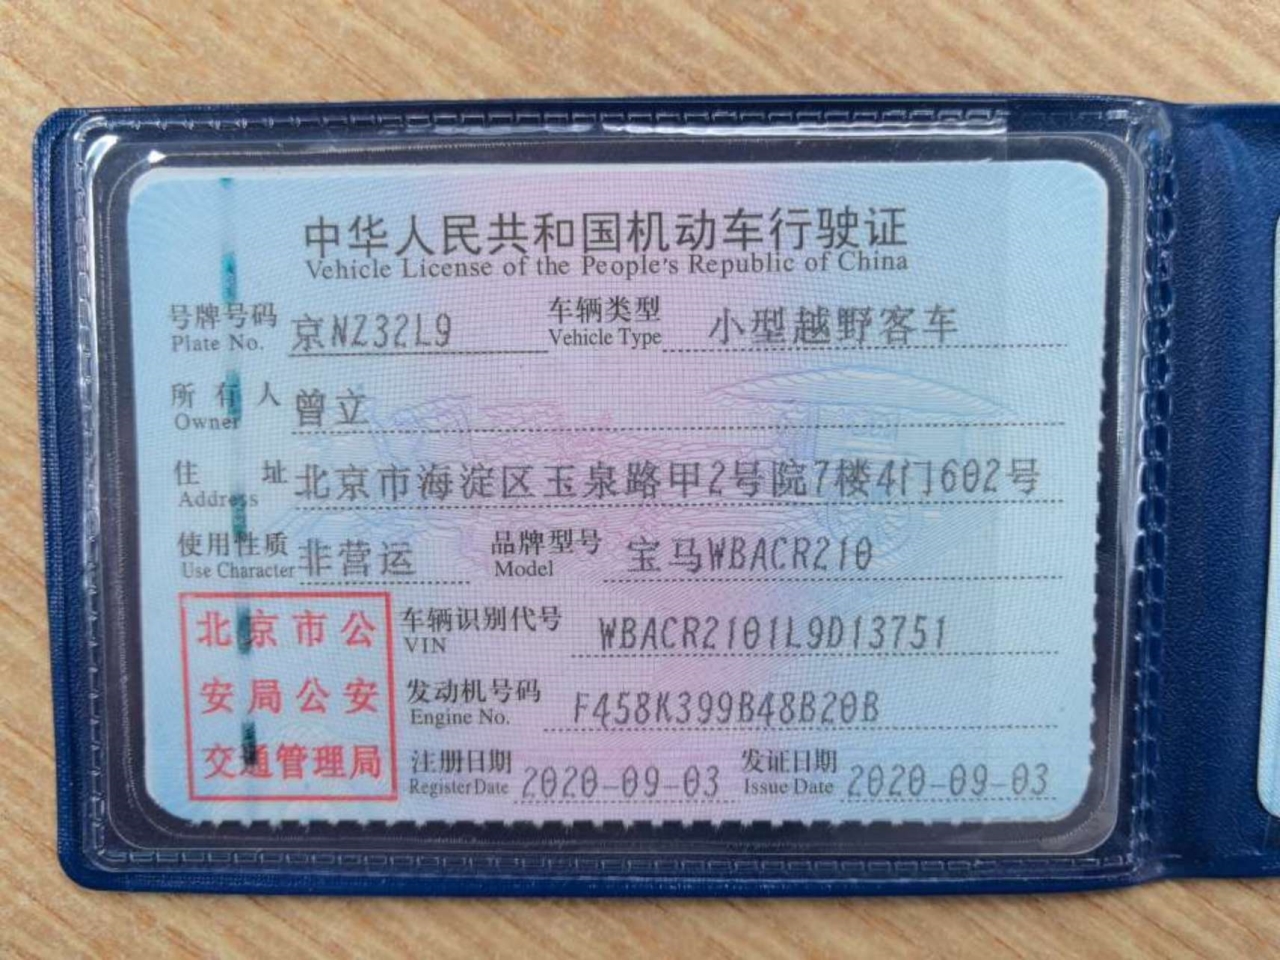 中华人民共和国机动车行驶证
Vehicle License of the People's Republic of China
号牌号码 京NZ32L9 车辆类型 小型越野客车
Plate No. Vehicle Type
所有人 曾立
Owner
住址 北京市海淀区玉泉路甲2号院7楼4门602号
Address
使用性质 非营运 品牌型号 宝马WBACR210
Use Character Model
北京市公 车辆识别代号 WBACR2101L9D13751
VIN
安局公安 发动机号码 F458K399B48B20B
Engine No.
交通管理局 注册日期 2020-09-03 发证日期 2020-09-03
Register Date Issue Date